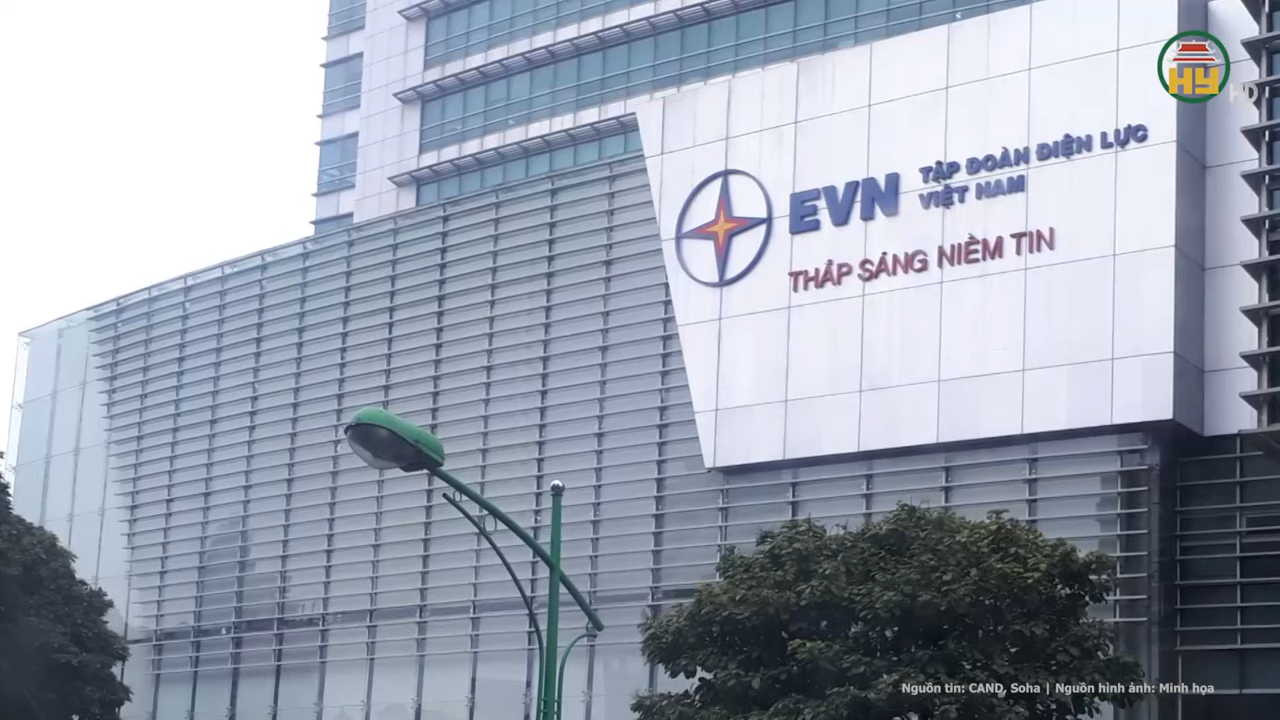 HY HD
EVN
TẬP ĐOÀN ĐIỆN LỰC
VIỆT NAM
THẮP SÁNG NIỀM TIN
Nguồn tin: CAND, Soha | Nguồn hình ảnh: Minh họa